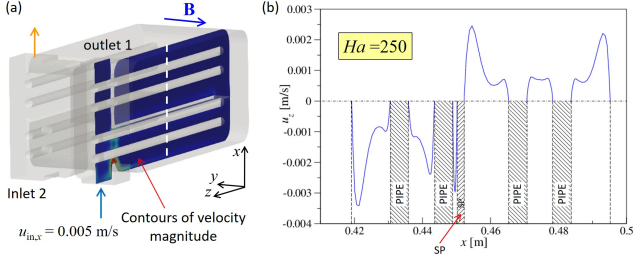 (a)
B
outlet 1
x
y
z
Inlet 2
Contours of velocity
magnitude
u_in,x = 0.005 m/s
(b)
Ha =250
0.003
0.002
0.001
0
-0.001
-0.002
-0.003
-0.004
u_z [m/s]
PIPE
PIPE
SP
PIPE
PIPE
0.42
0.44
0.46
0.48
0.5
SP
x [m]